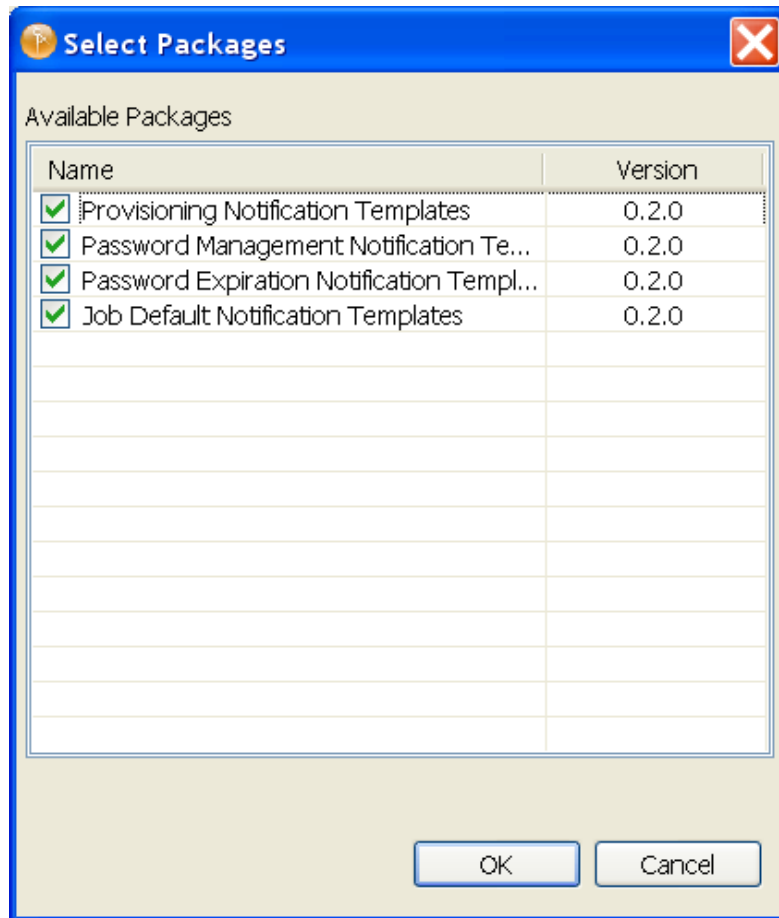 Select Packages
Available Packages
Name Version
Provisioning Notification Templates 0.2.0
Password Management Notification Te... 0.2.0
Password Expiration Notification Templ... 0.2.0
Job Default Notification Templates 0.2.0
OK Cancel